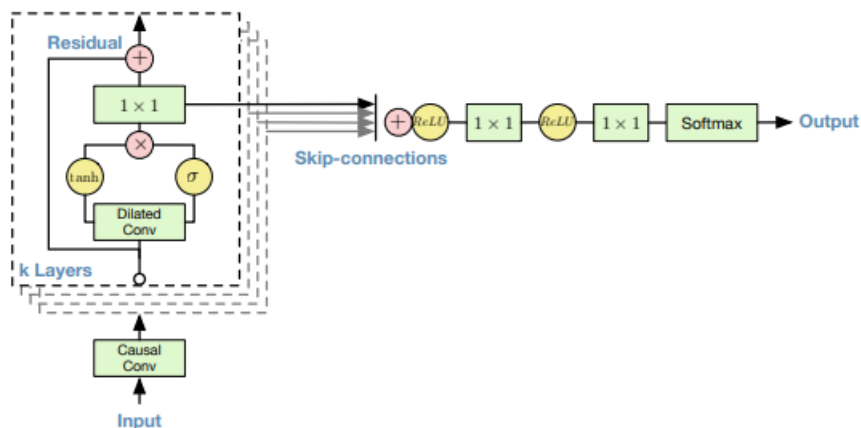 Residual
+
1 × 1
×
tanh
σ
Dilated
Conv
k Layers
Causal
Conv
Input
Skip-connections
+
ReLU
1 × 1
ReLU
1 × 1
Softmax
Output